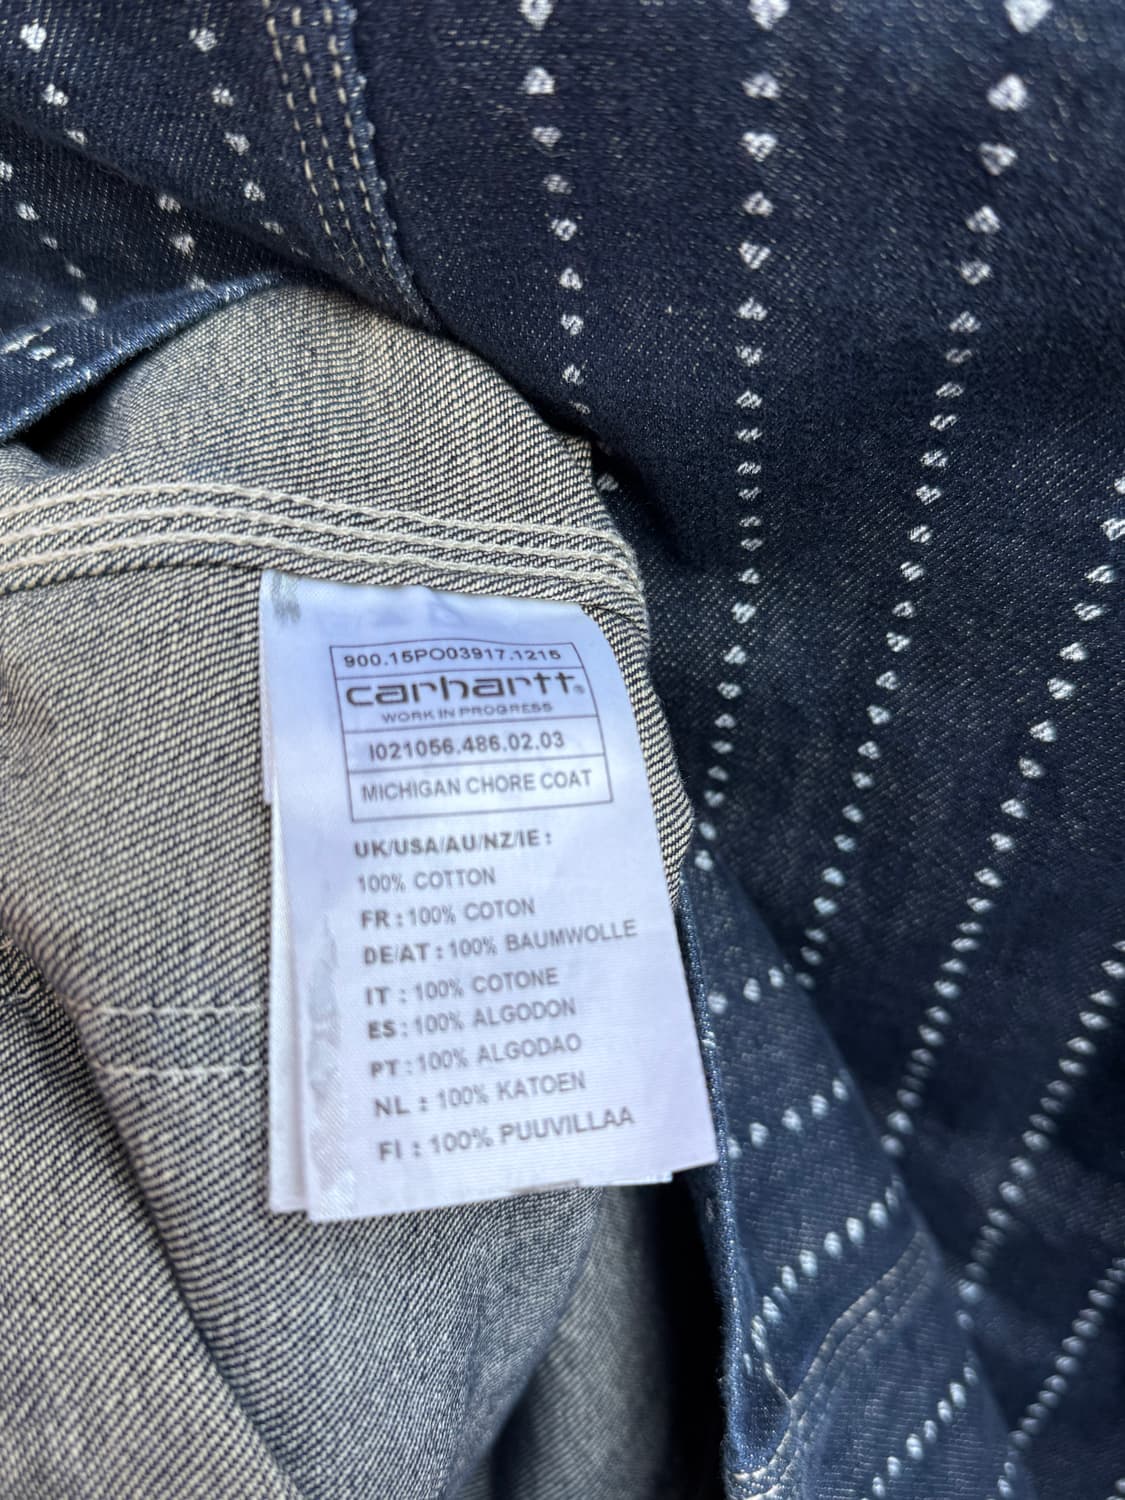 900.15PO03917.1215
carhartt®
WORK IN PROGRESS
I021056.486.02.03
MICHIGAN CHORE COAT
UK/USA/AU/NZ/IE :
100% COTTON
FR : 100% COTON
DE/AT : 100% BAUMWOLLE
IT : 100% COTONE
ES : 100% ALGODON
PT : 100% ALGODAO
NL : 100% KATOEN
FI : 100% PUUVILLAA